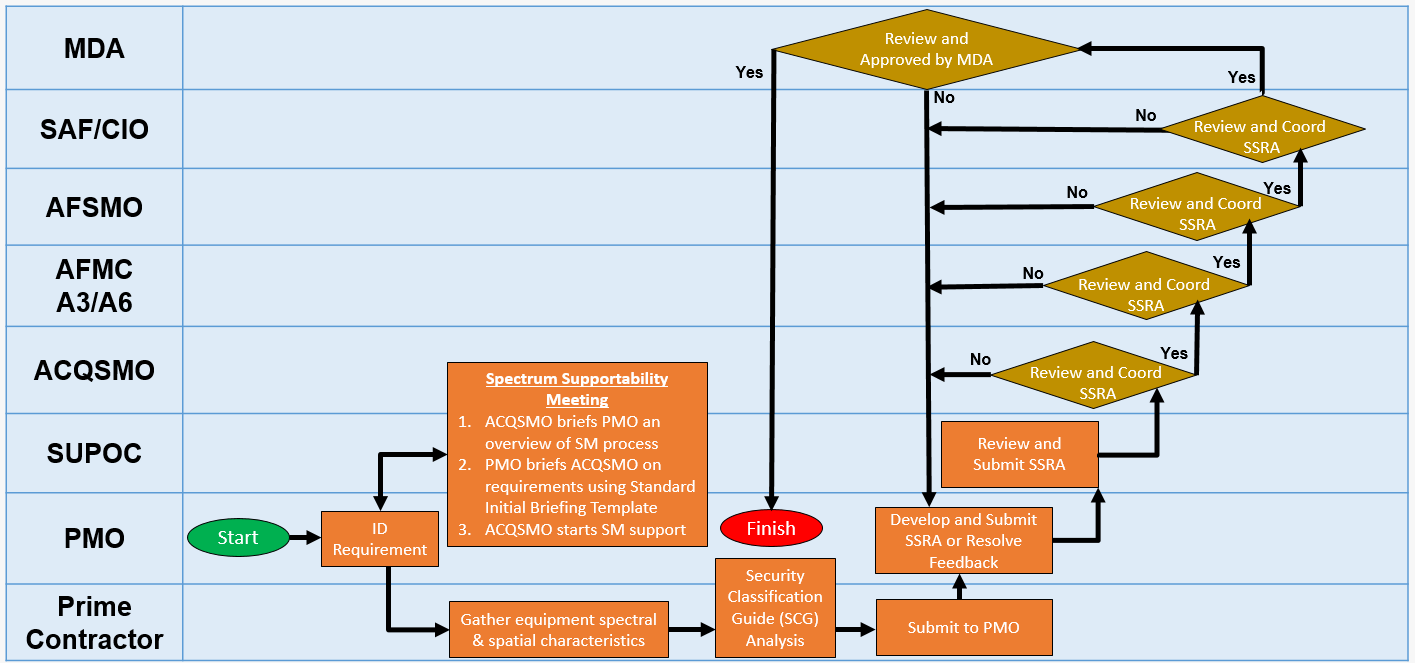 MDA
Review and
Approved by MDA
Yes
No
Yes
SAF/CIO
No
Review and Coord
SSRA
AFSMO
No
Review and Coord
SSRA
Yes
AFMC
A3/A6
No
Review and Coord
SSRA
Yes
ACQSMO
No
Review and Coord
SSRA
Yes
Spectrum Supportability
Meeting
1. ACQSMO briefs PMO an
overview of SM process
2. PMO briefs ACQSMO on
requirements using Standard
Initial Briefing Template
3. ACQSMO starts SM support
SUPOC
Review and
Submit SSRA
PMO
Start
ID
Requirement
Finish
Develop and Submit
SSRA or Resolve
Feedback
Prime
Contractor
Gather equipment spectral
& spatial characteristics
Security
Classification
Guide (SCG)
Analysis
Submit to PMO